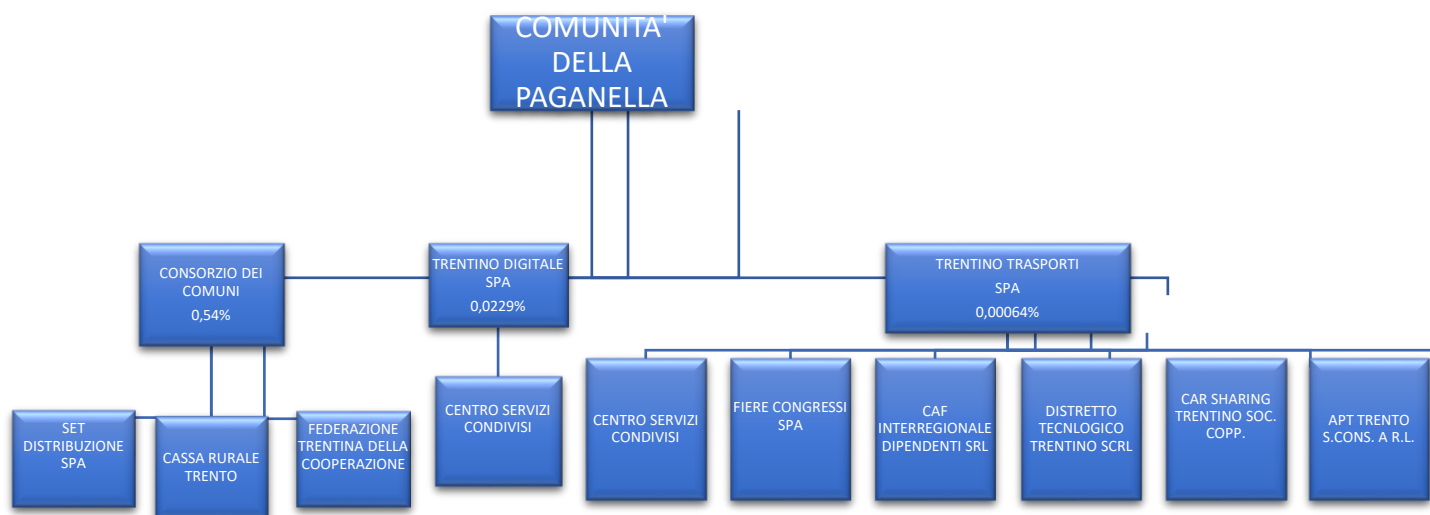 COMUNITA'
DELLA
PAGANELLA
CONSORZIO DEI
COMUNI
0,54%
TRENTINO DIGITALE
SPA
0,0229%
TRENTINO TRASPORTI
SPA
0,00064%
SET
DISTRIBUZIONE
SPA
CASSA RURALE
TRENTO
FEDERAZIONE
TRENTINA DELLA
COOPERAZIONE
CENTRO SERVIZI
CONDIVISI
CENTRO SERVIZI
CONDIVISI
FIERE CONGRESSI
SPA
CAF
INTERREGIONALE
DIPENDENTI SRL
DISTRETTO
TECNLOGICO
TRENTINO SCRL
CAR SHARING
TRENTINO SOC.
COPP.
APT TRENTO
S.CONS. A R.L.